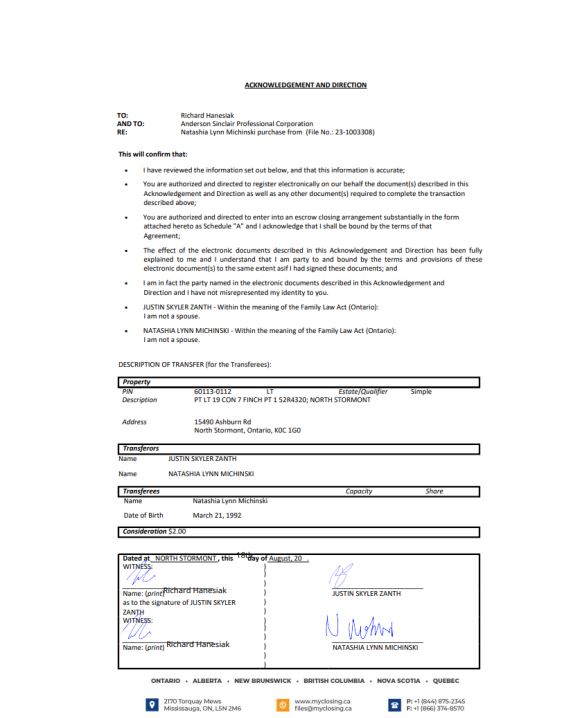 ACKNOWLEDGEMENT AND DIRECTION
TO: Richard Hanesiak
AND TO: Anderson Sinclair Professional Corporation
RE: Natashia Lynn Michinski purchase from (File No.: 23-1003308)
This will confirm that:
• I have reviewed the information set out below, and that this information is accurate;
• You are authorized and directed to register electronically on our behalf the document(s) described in this
Acknowledgement and Direction as well as any other document(s) required to complete the transaction
described above;
• You are authorized and directed to enter into an escrow closing arrangement substantially in the form
attached hereto as Schedule "A" and I acknowledge that I shall be bound by the terms of that
Agreement;
• The effect of the electronic documents described in this Acknowledgement and Direction has been fully
explained to me and I understand that I am party to and bound by the terms and provisions of these
electronic document(s) to the same extent asif I had signed these documents; and
• I am in fact the party named in the electronic documents described in this Acknowledgement and
Direction and I have not misrepresented my identity to you.
• JUSTIN SKYLER ZANTH - Within the meaning of the Family Law Act (Ontario):
I am not a spouse.
• NATASHIA LYNN MICHINSKI - Within the meaning of the Family Law Act (Ontario):
I am not a spouse.
DESCRIPTION OF TRANSFER (for the Transferees):
Property
PIN 60113-0112 LT Estate/Qualifier Simple
Description PT LT 19 CON 7 FINCH PT 1 52R4320; NORTH STORMONT
Address 15490 Ashburn Rd
North Stormont, Ontario, K0C 1G0
Transferors
Name JUSTIN SKYLER ZANTH
Name NATASHIA LYNN MICHINSKI
Transferees Capacity Share
Name Natashia Lynn Michinski
Date of Birth March 21, 1992
Consideration $2.00
Dated at NORTH STORMONT, this 18th day of August, 20 .
WITNESS:
Name: (print) Richard Hanesiak JUSTIN SKYLER ZANTH
as to the signature of JUSTIN SKYLER
ZANTH
WITNESS:
Name: (print) Richard Hanesiak NATASHIA LYNN MICHINSKI
ONTARIO • ALBERTA • NEW BRUNSWICK • BRITISH COLUMBIA • NOVA SCOTIA • QUEBEC
2170 Torquay Mews www.myclosing.ca P: +1 (844) 875-2345
Mississauga, ON, L5N 2M6 files@myclosing.ca F: +1 (866) 374-8570